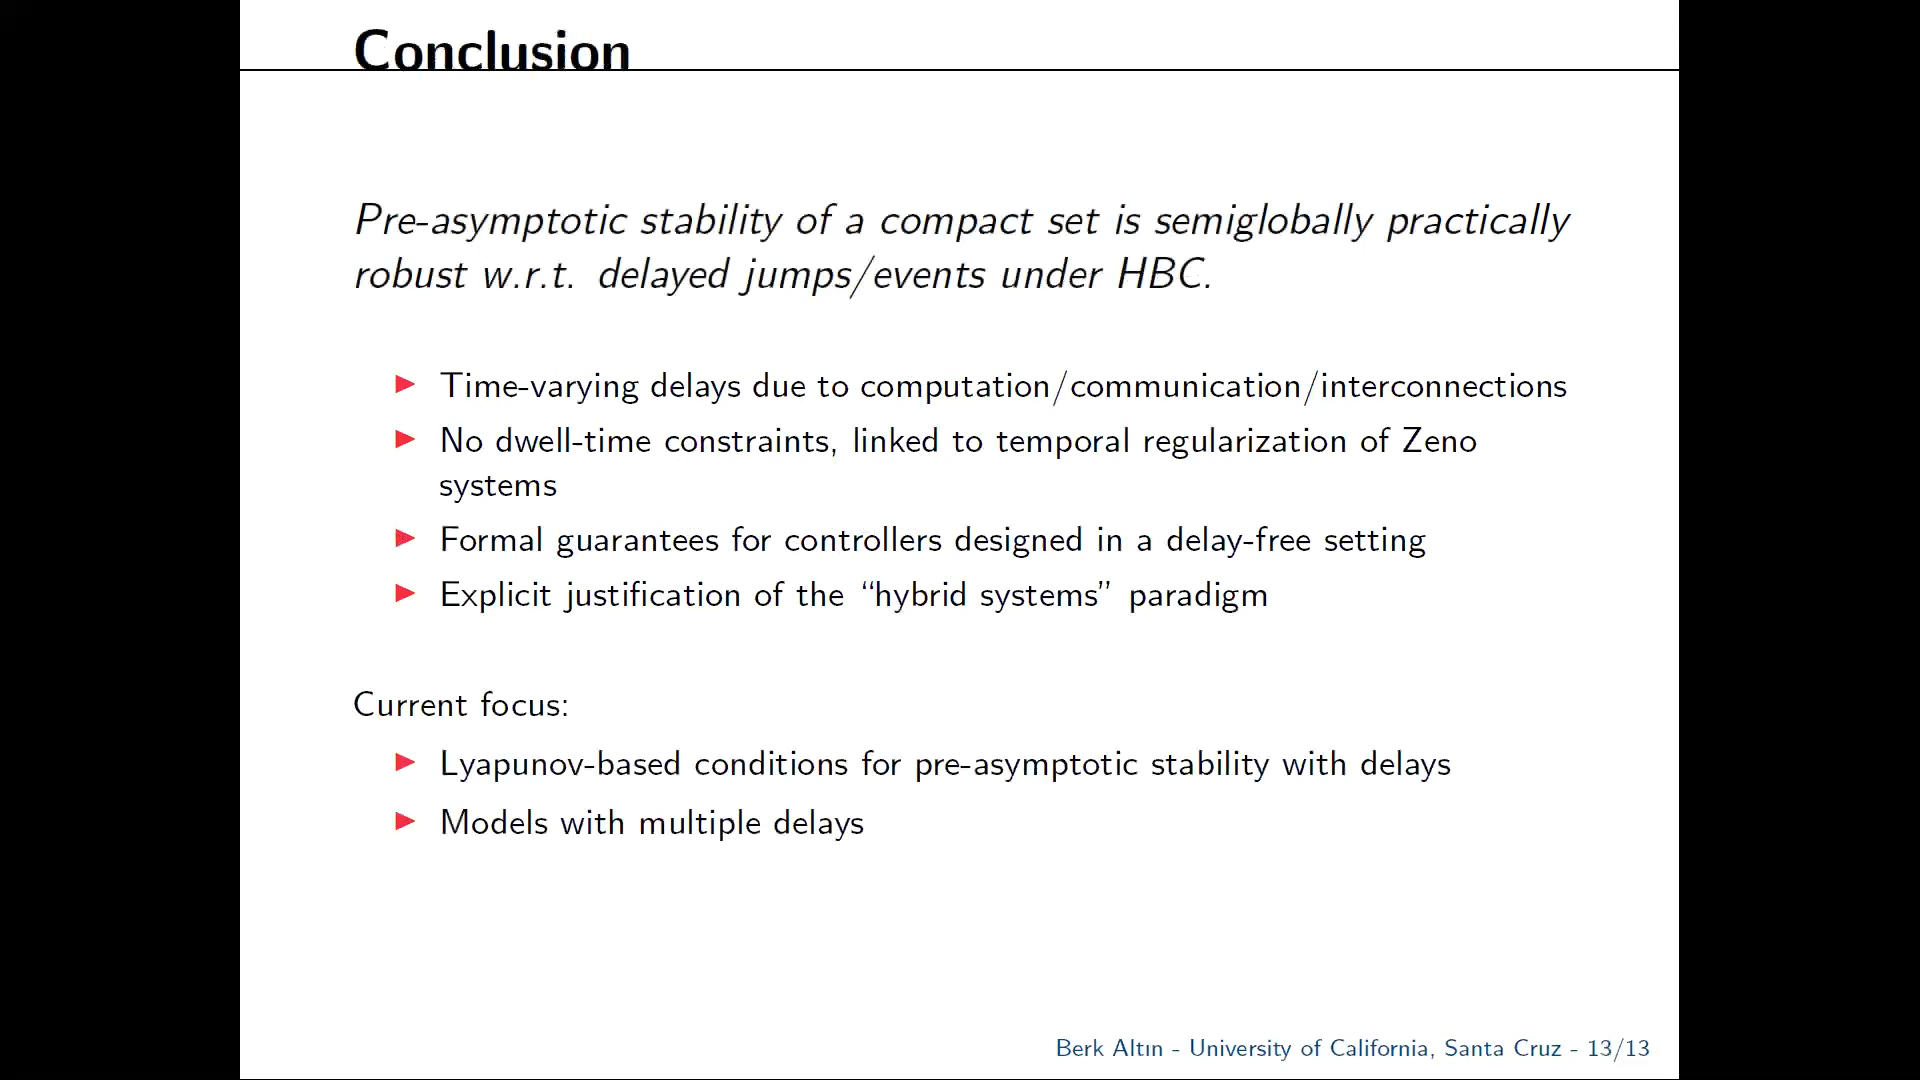 Conclusion
Pre-asymptotic stability of a compact set is semiglobally practically
robust w.r.t. delayed jumps/events under HBC.
▶ Time-varying delays due to computation/communication/interconnections
▶ No dwell-time constraints, linked to temporal regularization of Zeno
systems
▶ Formal guarantees for controllers designed in a delay-free setting
▶ Explicit justification of the “hybrid systems” paradigm
Current focus:
▶ Lyapunov-based conditions for pre-asymptotic stability with delays
▶ Models with multiple delays
Berk Altın - University of California, Santa Cruz - 13/13